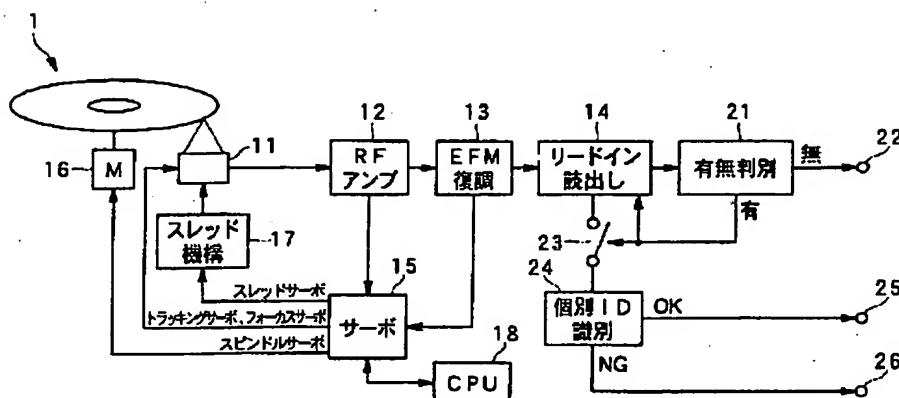 1
12
13
14
21
22
16
M
11
RF
アンプ
EFM
復調
リードイン
読出し
有無判別
無
有
スレッド
機構
17
23
15
24
25
スレッドサーボ
トラッキングサーボ、フォーカスサーボ
スピンドルサーボ
サーボ
個別ID
識別
OK
NG
18
26
CPU